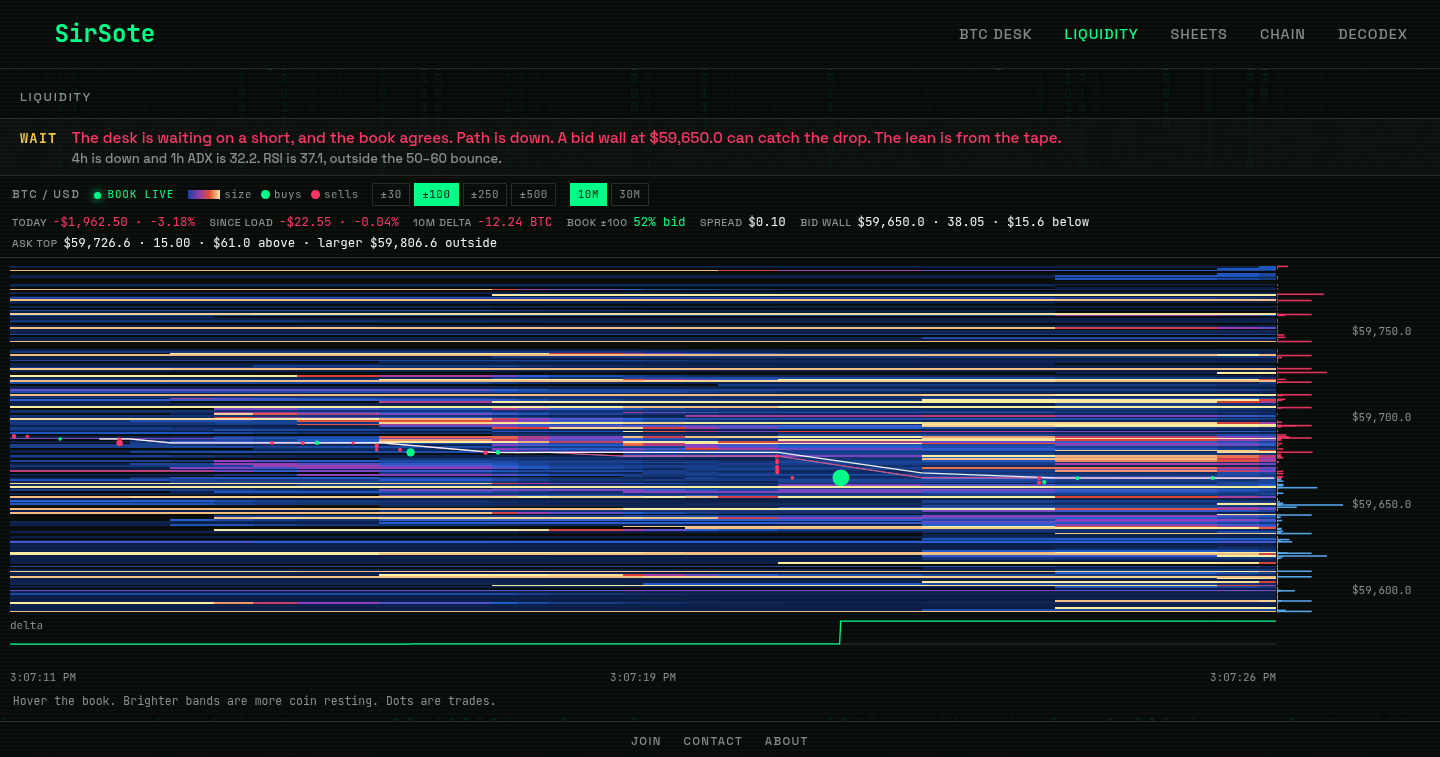 SirSote
BTC DESK LIQUIDITY SHEETS CHAIN DECODEX
LIQUIDITY
WAIT The desk is waiting on a short, and the book agrees. Path is down. A bid wall at $59,650.0 can catch the drop. The lean is from the tape.
4h is down and 1h ADX is 32.2. RSI is 37.1, outside the 50–60 bounce.
BTC / USD BOOK LIVE size buys sells ±30 ±100 ±250 ±500 10M 30M
TODAY -$1,962.50 · -3.18% SINCE LOAD -$22.55 · -0.04% 10M DELTA -12.24 BTC BOOK ±100 52% bid SPREAD $0.10 BID WALL $59,650.0 · 38.05 · $15.6 below
ASK TOP $59,726.6 · 15.00 · $61.0 above · larger $59,806.6 outside
$59,750.0
$59,700.0
$59,650.0
$59,600.0
delta
3:07:11 PM 3:07:19 PM 3:07:26 PM
Hover the book. Brighter bands are more coin resting. Dots are trades.
JOIN CONTACT ABOUT